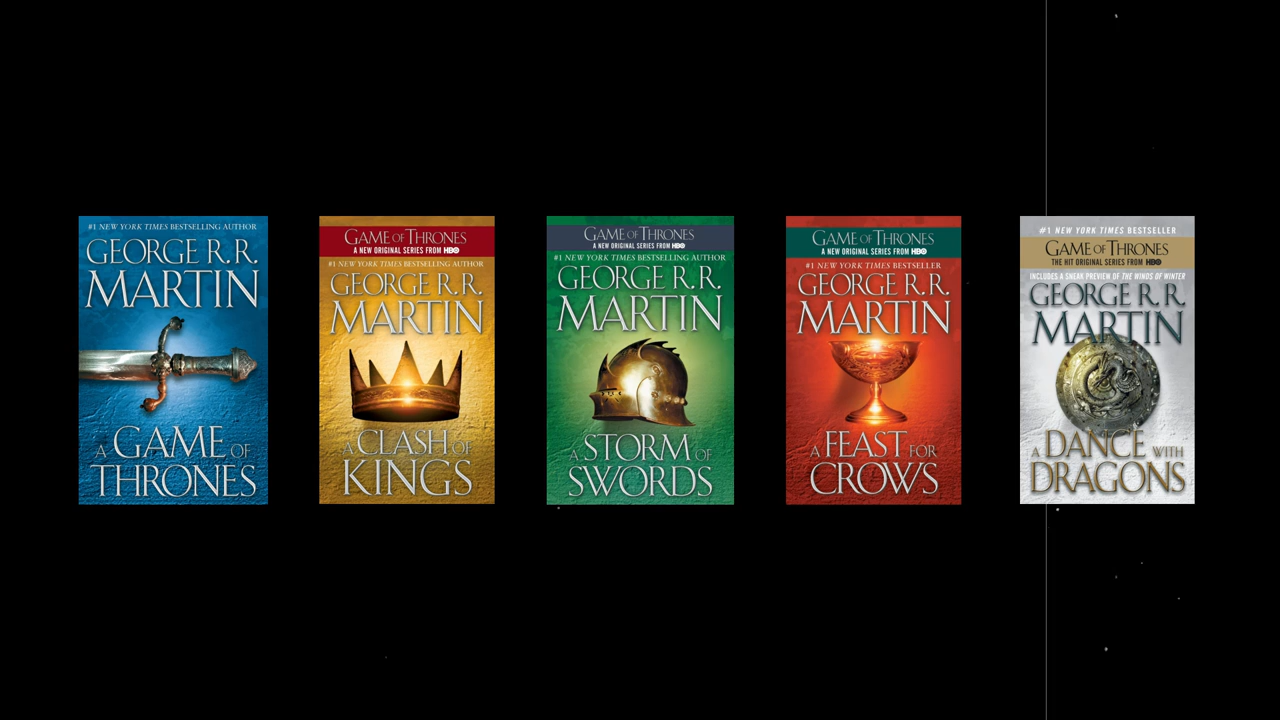 #1 NEW YORK TIMES BESTSELLING AUTHOR
GEORGE R. R.
MARTIN
A GAME OF
THRONES
GAME OF THRONES
A NEW ORIGINAL SERIES FROM HBO
#1 NEW YORK TIMES BESTSELLING AUTHOR
GEORGE R. R.
MARTIN
A CLASH OF
KINGS
GAME OF THRONES
A NEW ORIGINAL SERIES FROM HBO
#1 NEW YORK TIMES BESTSELLING AUTHOR
GEORGE R. R.
MARTIN
A STORM OF
SWORDS
GAME OF THRONES
A NEW ORIGINAL SERIES FROM HBO
#1 NEW YORK TIMES BESTSELLER
GEORGE R. R.
MARTIN
A FEAST FOR
CROWS
#1 NEW YORK TIMES BESTSELLER
GAME OF THRONES
THE HIT ORIGINAL SERIES FROM HBO
INCLUDES A SNEAK PREVIEW OF THE WINDS OF WINTER
GEORGE R. R.
MARTIN
A DANCE WITH
DRAGONS